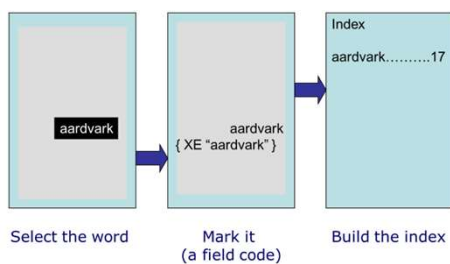 aardvark
Select the word
aardvark
{ XE “aardvark” }
Mark it
(a field code)
Index
aardvark..........17
Build the index